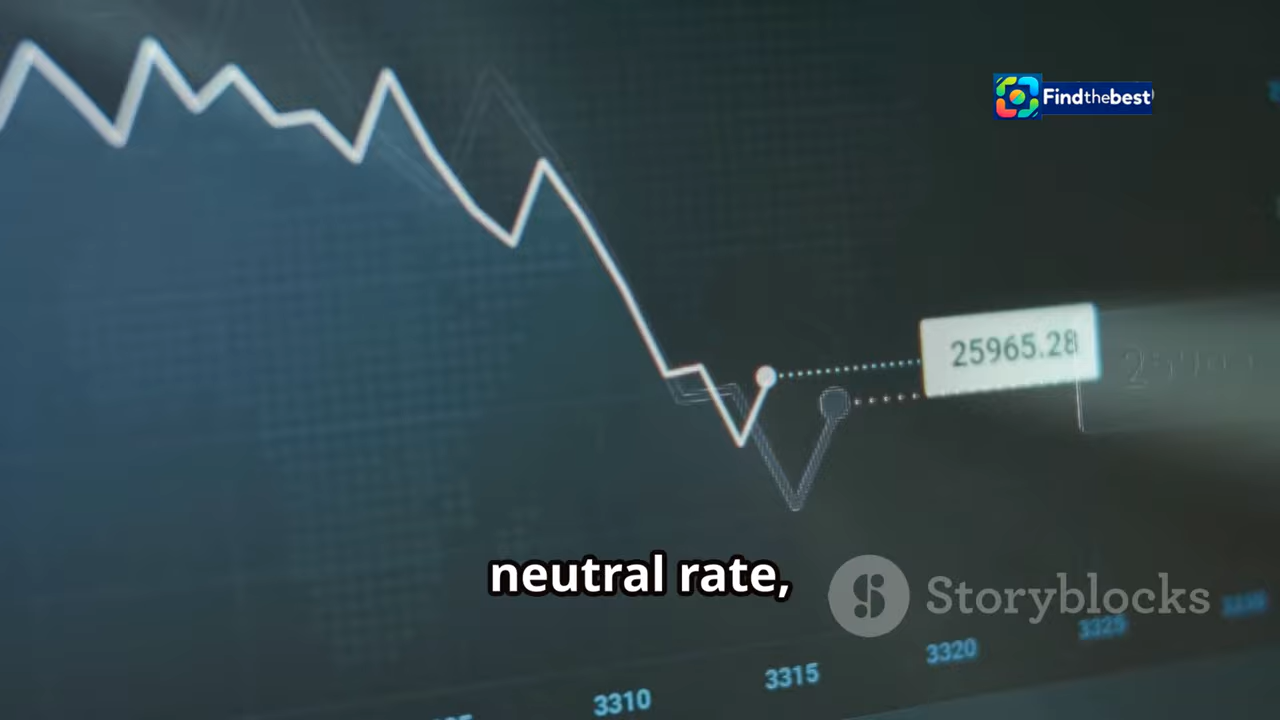 Findthebest
25965.28
neutral rate,
Storyblocks
3325
3320
3315
3310